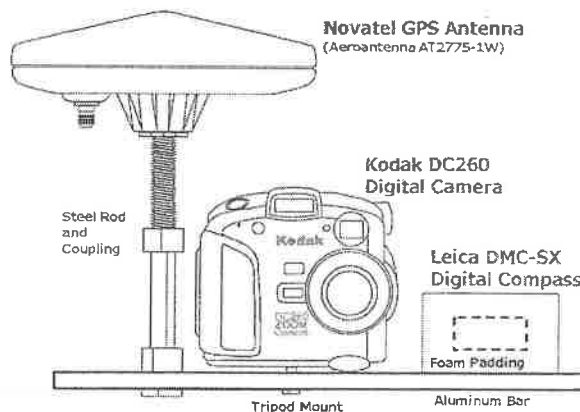 Novatel GPS Antenna
(Aeroantenna AT2775-1W)
Kodak DC260
Digital Camera
Steel Rod
and
Coupling
Kodak
Leica DMC-SX
Digital Compass
ZOOM
Foam Padding
Tripod Mount
Aluminum Bar